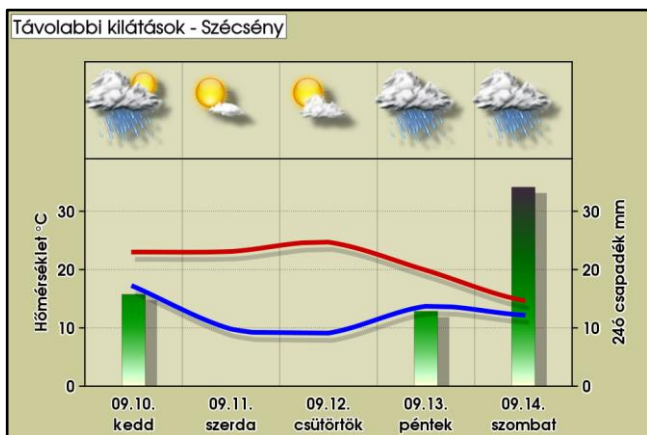 Távolabbi kilátások - Szécsény
Hőmérséklet °C
30
20
10
0
30
20
10
0
24ó csapadék mm
09.10. 09.11. 09.12. 09.13. 09.14.
kedd szerda csütörtök péntek szombat